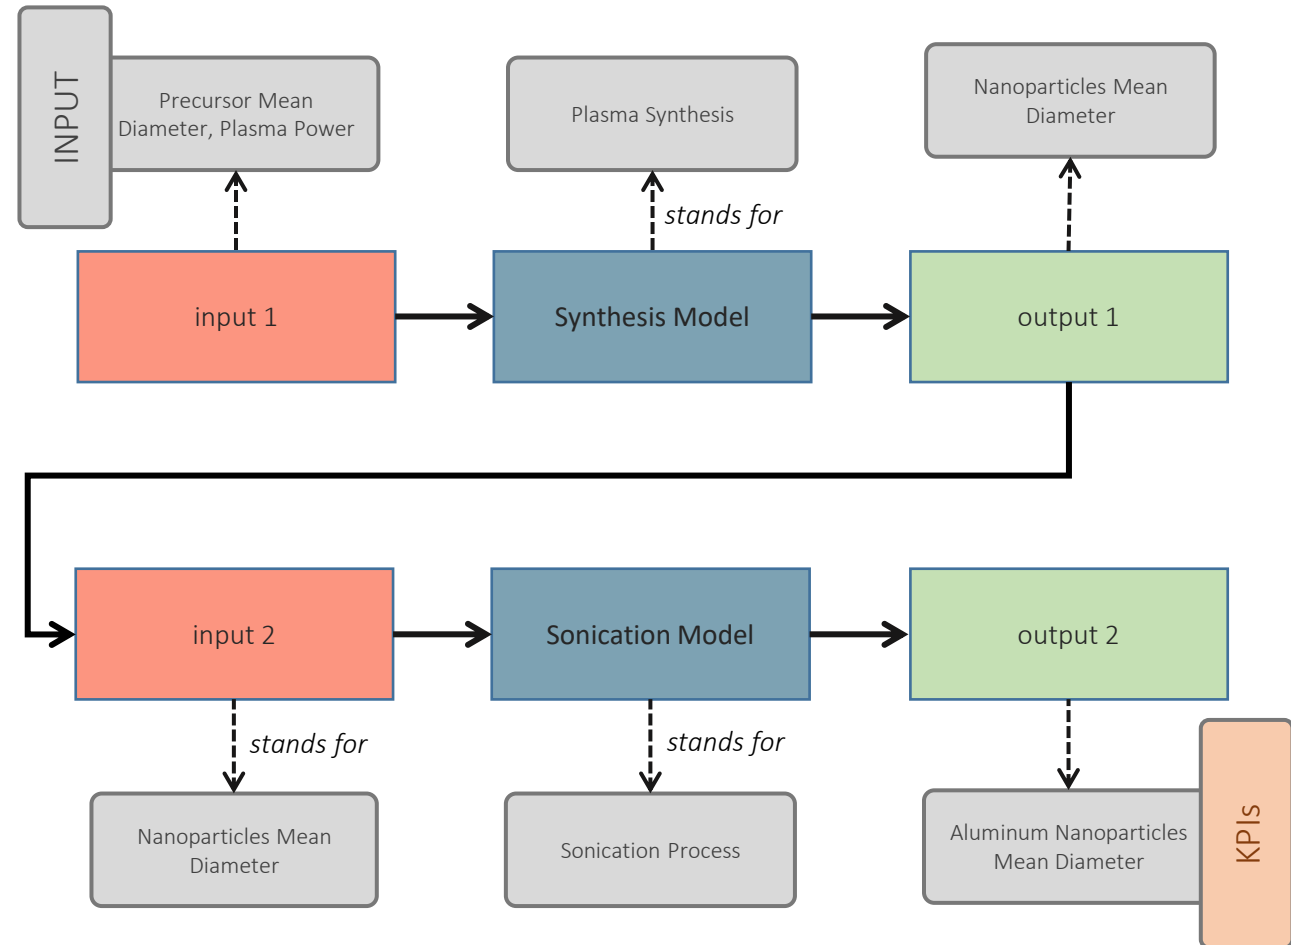 INPUT
Precursor Mean
Diameter, Plasma Power
Plasma Synthesis
Nanoparticles Mean
Diameter
stands for
input 1
Synthesis Model
output 1
input 2
Sonication Model
output 2
stands for
stands for
Nanoparticles Mean
Diameter
Sonication Process
Aluminum Nanoparticles
Mean Diameter
KPIs